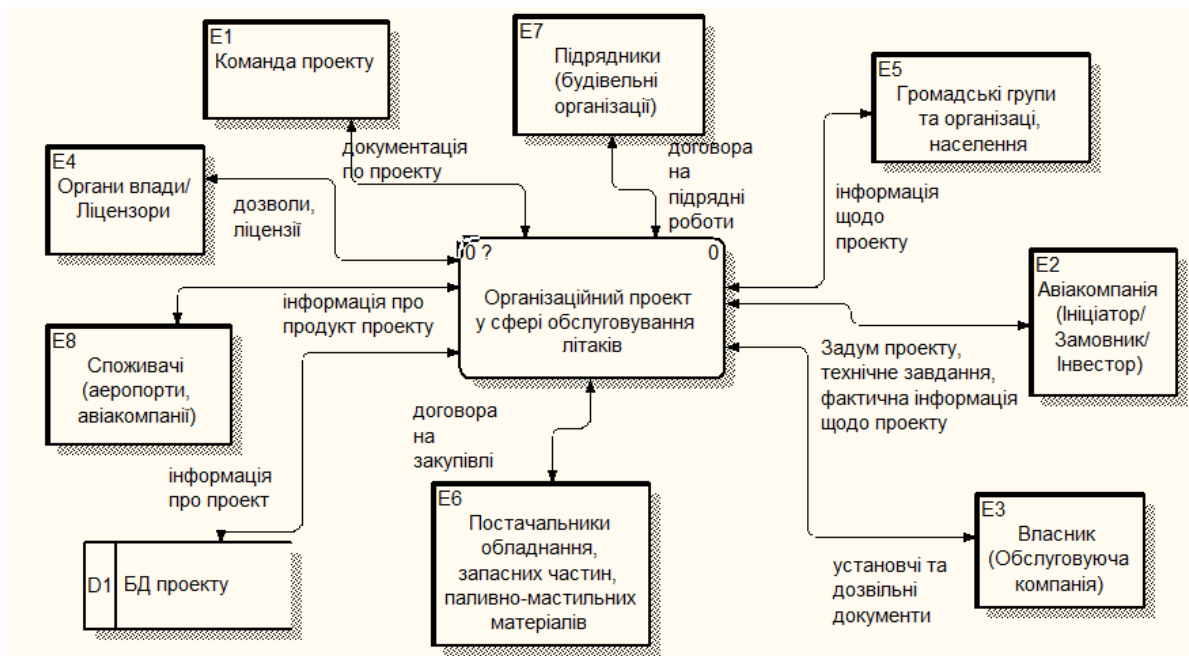 E1
Команда проекту
E7
Підрядники
(будівельні
організації)
E5
Громадські групи
та організаці,
населення
документація
по проекту
договора
на
підрядні
роботи
E4
Органи влади/
Ліцензори
дозволи,
ліцензії
інформація
щодо
проекту
0 ?
0
Організаційний проект
у сфері обслуговування
літаків
E2
Авіакомпанія
(Ініціатор/
Замовник/
Інвестор)
інформація про
продукт проекту
E8
Споживачі
(аеропорти,
авіакомпанії)
Задум проекту,
технічне завдання,
фактична інформація
щодо проекту
договора
на
закупівлі
інформація
про проект
E6
Постачальники
обладнання,
запасних частин,
паливно-мастильних
матеріалів
E3
Власник
(Обслуговуюча
компанія)
D1
БД проекту
установчі та
дозвільні
документи